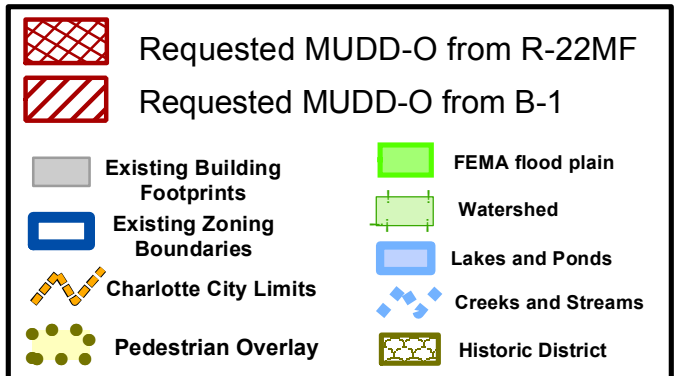 Requested MUDD-O from R-22MF
Requested MUDD-O from B-1
Existing Building
Footprints
Existing Zoning
Boundaries
Charlotte City Limits
Pedestrian Overlay
FEMA flood plain
Watershed
Lakes and Ponds
Creeks and Streams
Historic District